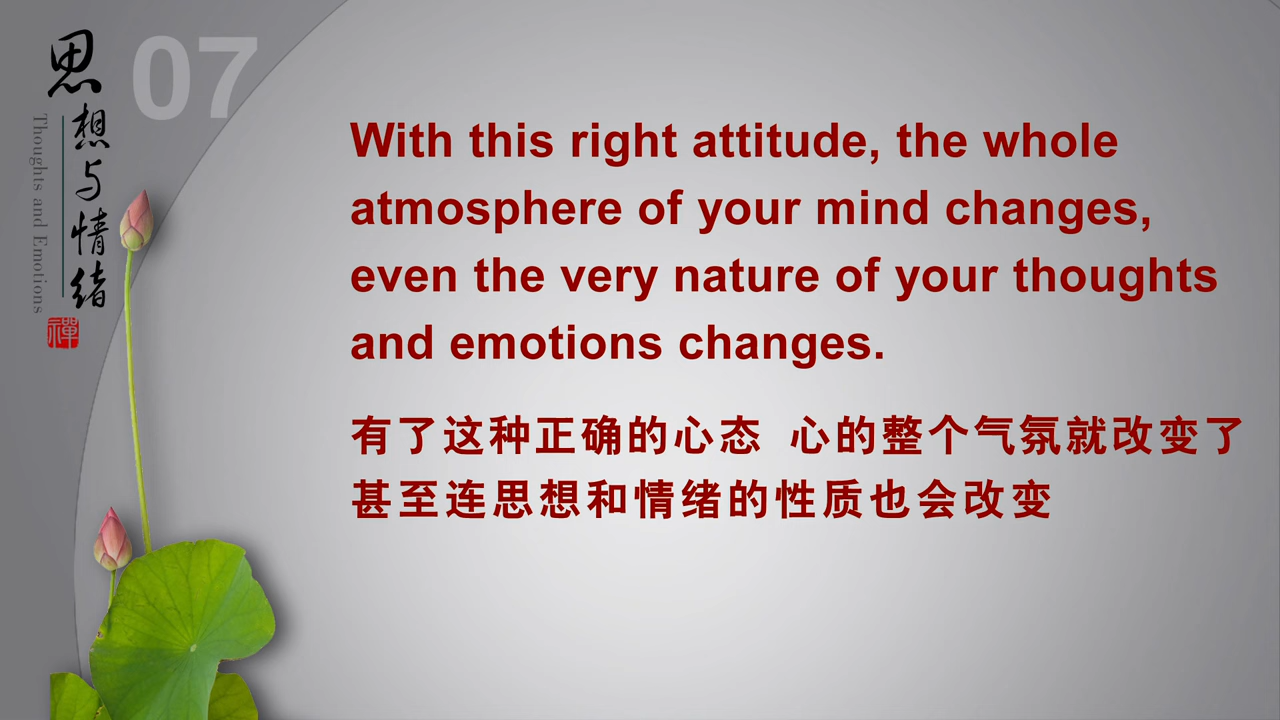 思想与情绪
Thoughts and Emotions
禪
07
With this right attitude, the whole
atmosphere of your mind changes,
even the very nature of your thoughts
and emotions changes.
有了这种正确的心态 心的整个气氛就改变了
甚至连思想和情绪的性质也会改变